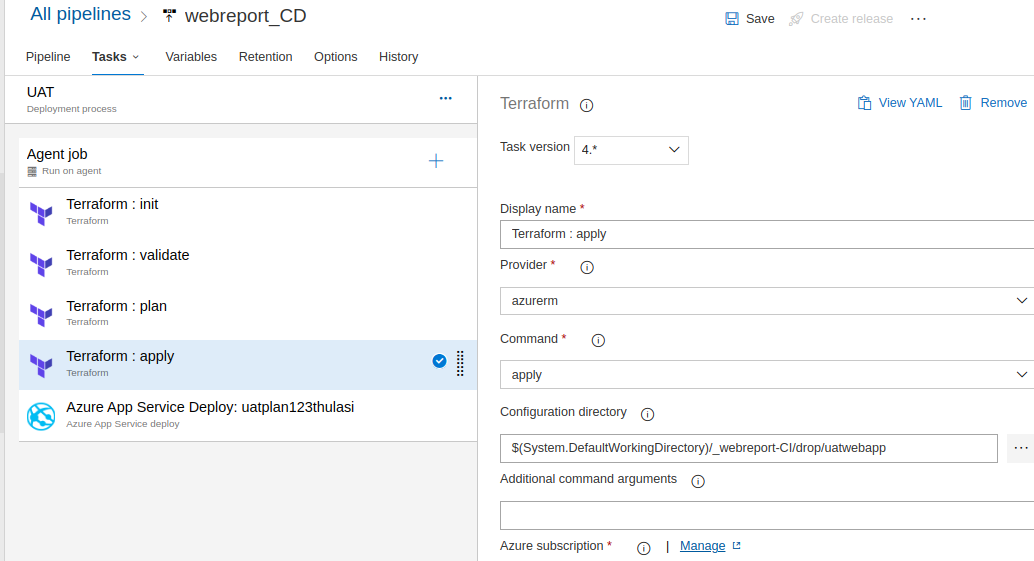 All pipelines > webreport_CD
Save
Create release
Pipeline
Tasks
Variables
Retention
Options
History
UAT
Deployment process
Agent job
Run on agent
Terraform : init
Terraform
Terraform : validate
Terraform
Terraform : plan
Terraform
Terraform : apply
Terraform
Azure App Service Deploy: uatplan123thulasi
Azure App Service deploy
Terraform
View YAML
Remove
Task version
4.*
Display name *
Terraform : apply
Provider *
azurerm
Command *
apply
Configuration directory
$(System.DefaultWorkingDirectory)/_webreport-CI/drop/uatwebapp
Additional command arguments
Azure subscription * | Manage